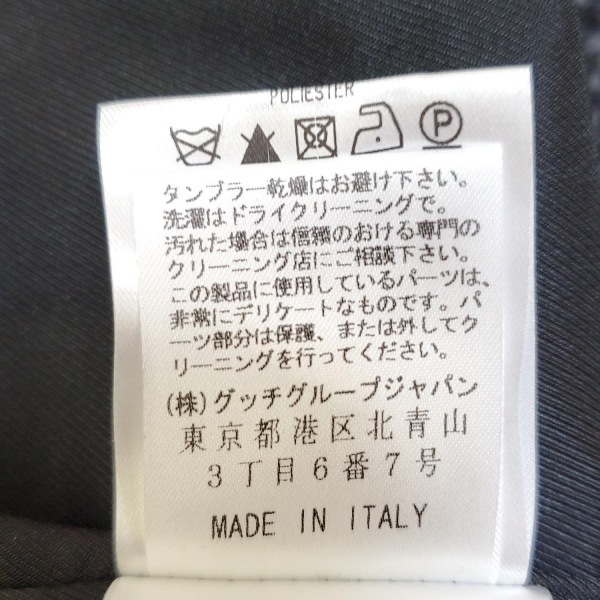 POLIESTER
P
タンブラー乾燥はお避け下さい。
洗濯はドライクリーニングで。
汚れた場合は信頼のおける専門の
クリーニング店にご相談下さい。
この製品に使用しているパーツは、
非常にデリケートなものです。パ
ーツ部分は保護、または外してク
リーニングを行ってください。
(株)グッチグループジャパン
東京都港区北青山
3丁目6番7号
MADE IN ITALY